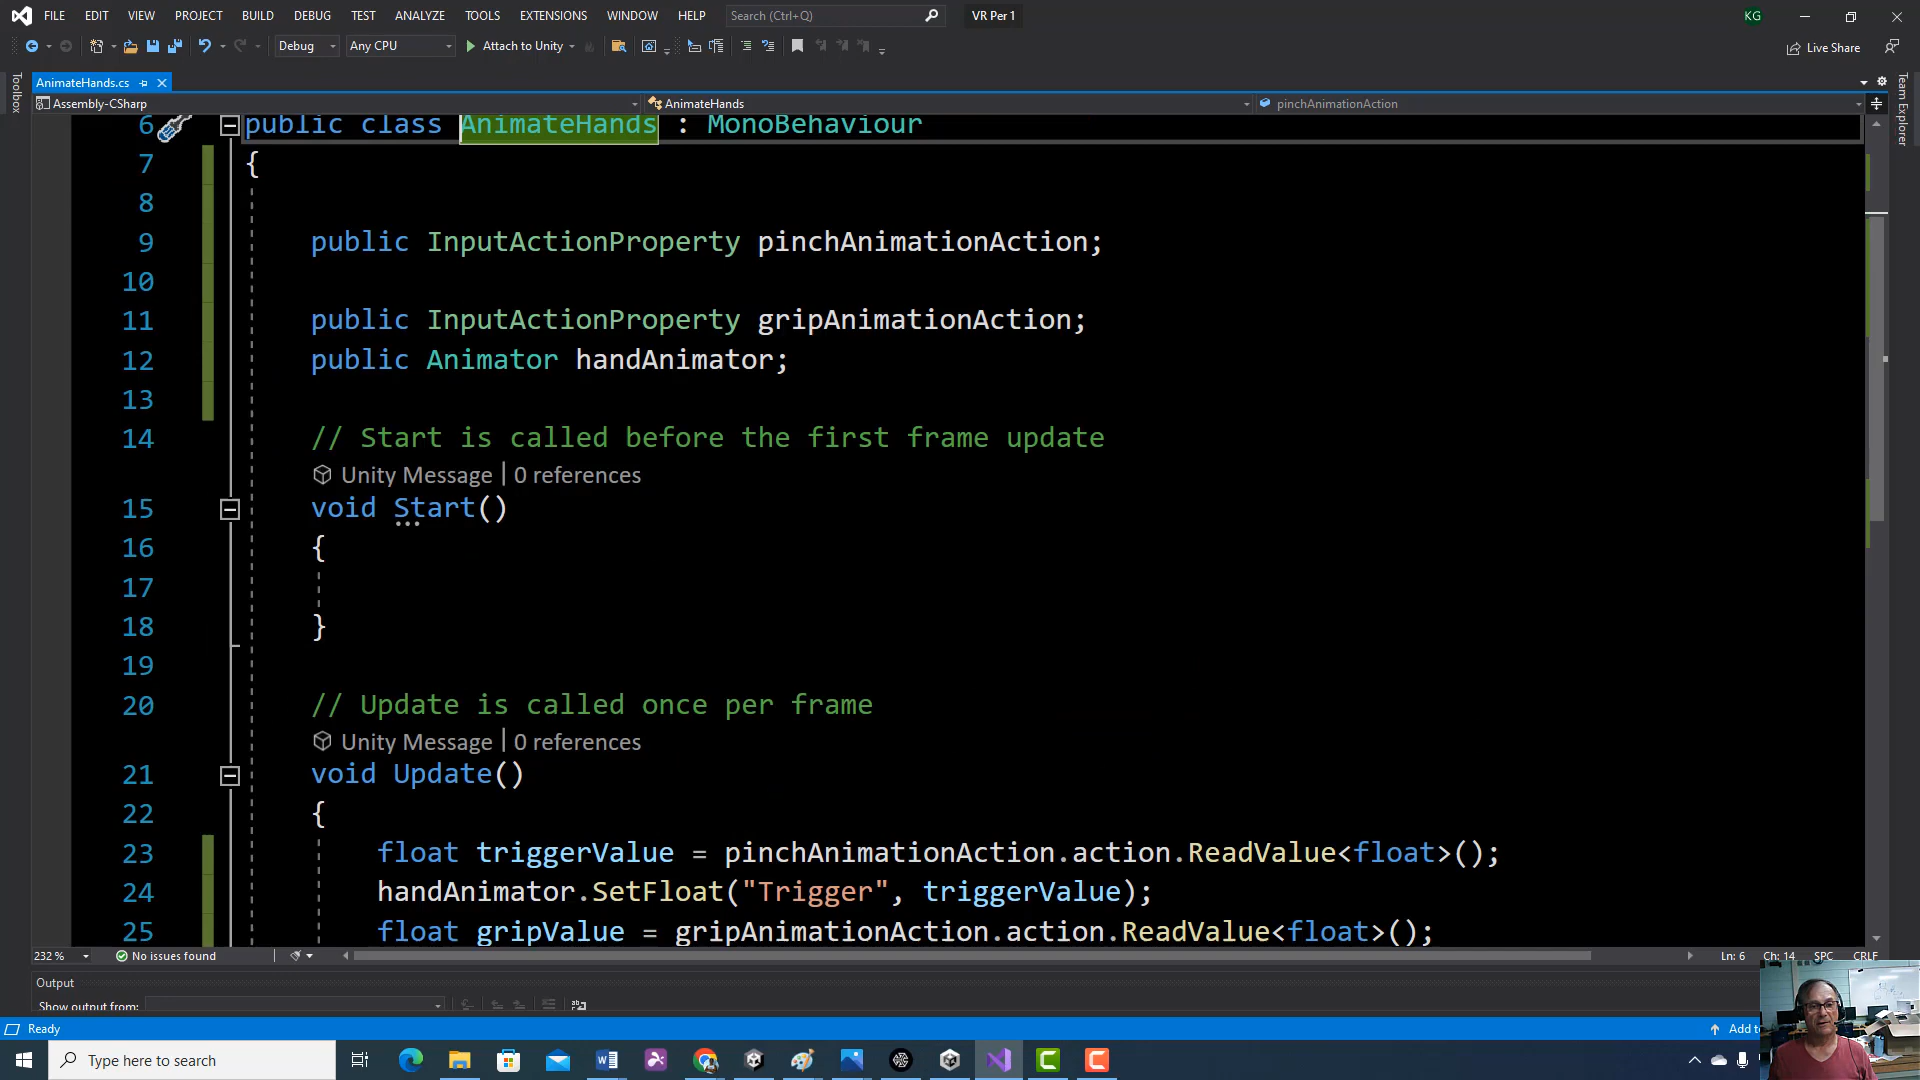 FILE EDIT VIEW PROJECT BUILD DEBUG TEST ANALYZE TOOLS EXTENSIONS WINDOW HELP Search (Ctrl+Q) VR Per 1 KG
Debug Any CPU Attach to Unity Live Share
Toolbox
AnimateHands.cs
Team Explorer
Assembly-CSharp AnimateHands pinchAnimationAction
6 public class AnimateHands : MonoBehaviour
7 {
8
9 public InputActionProperty pinchAnimationAction;
10
11 public InputActionProperty gripAnimationAction;
12 public Animator handAnimator;
13
14 // Start is called before the first frame update
Unity Message | 0 references
15 void Start()
16 {
17
18 }
19
20 // Update is called once per frame
Unity Message | 0 references
21 void Update()
22 {
23 float triggerValue = pinchAnimationAction.action.ReadValue<float>();
24 handAnimator.SetFloat("Trigger", triggerValue);
25 float gripValue = gripAnimationAction.action.ReadValue<float>();
232 % No issues found Ln: 6 Ch: 14 SPC CRLF
Output
Show output from:
Ready Add to
Type here to search